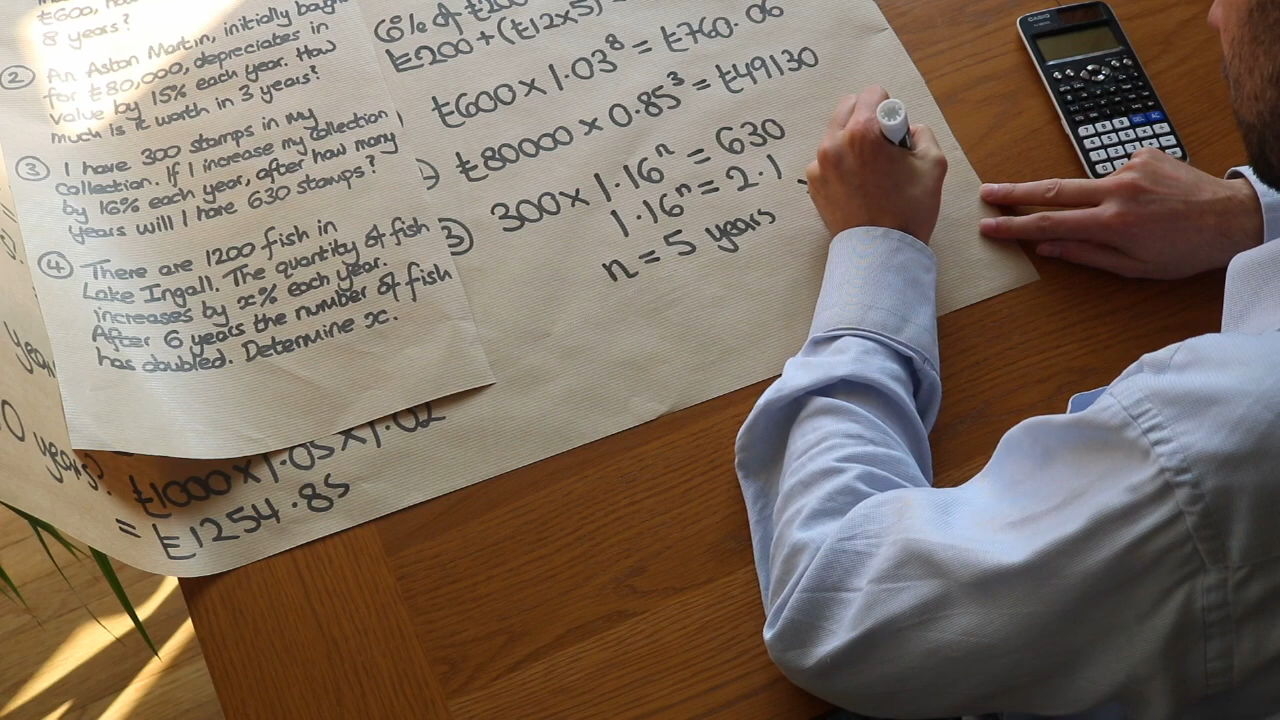 £600, how
8 years?
② An Aston Martin, initially bought
for £80,000, depreciates in
value by 15% each year. How
much is it worth in 3 years?
③ I have 300 stamps in my
collection. If I increase my collection
by 16% each year, after how many
years will I have 630 stamps?
④ There are 1200 fish in
Lake Ingall. The quantity of fish
increases by x% each year.
After 6 years the number of fish
has doubled. Determine x.
6% of £200
£200+(£12×5) =
£600 × 1.03⁸ = £760.06
) £80000 × 0.85³ = £49130
3) 300 × 1.16ⁿ = 630
1.16ⁿ = 2.1
n = 5 years
years?
£1000×1.05×1.02
= £1254.85
CASIO